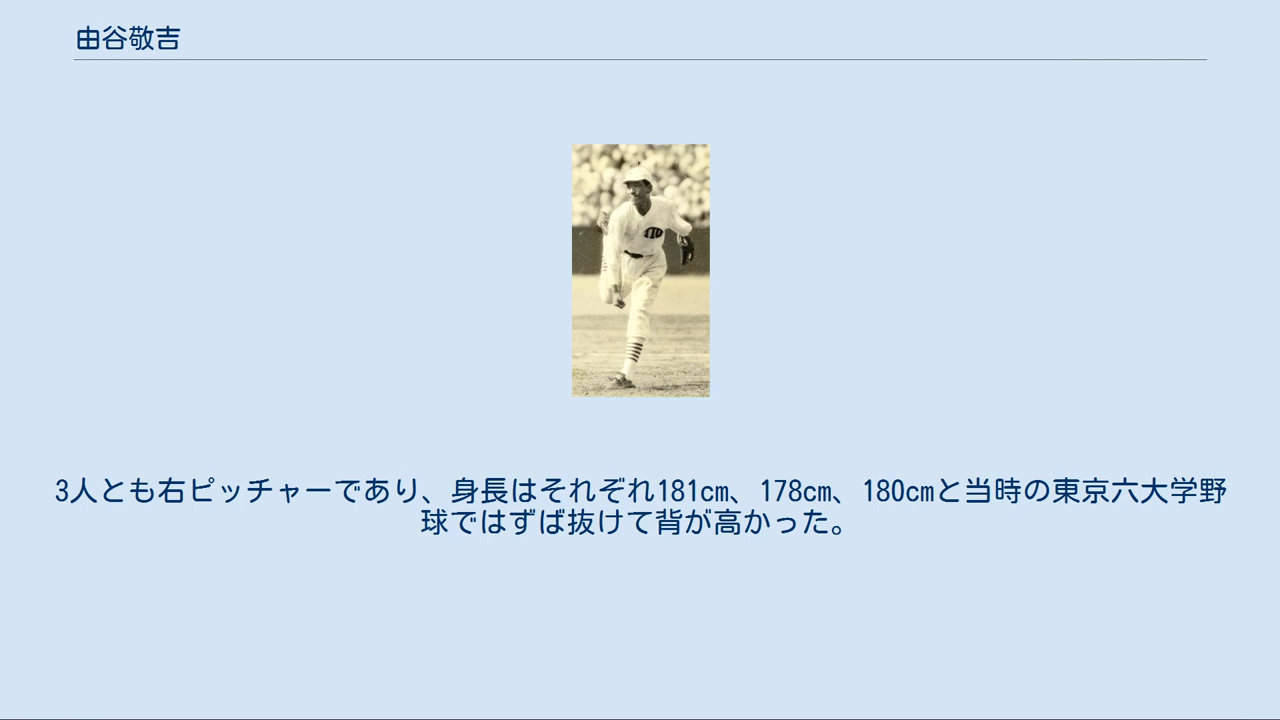 由谷敬吉
3人とも右ピッチャーであり、身長はそれぞれ181cm、178cm、180cmと当時の東京六大学野
球ではずば抜けて背が高かった。